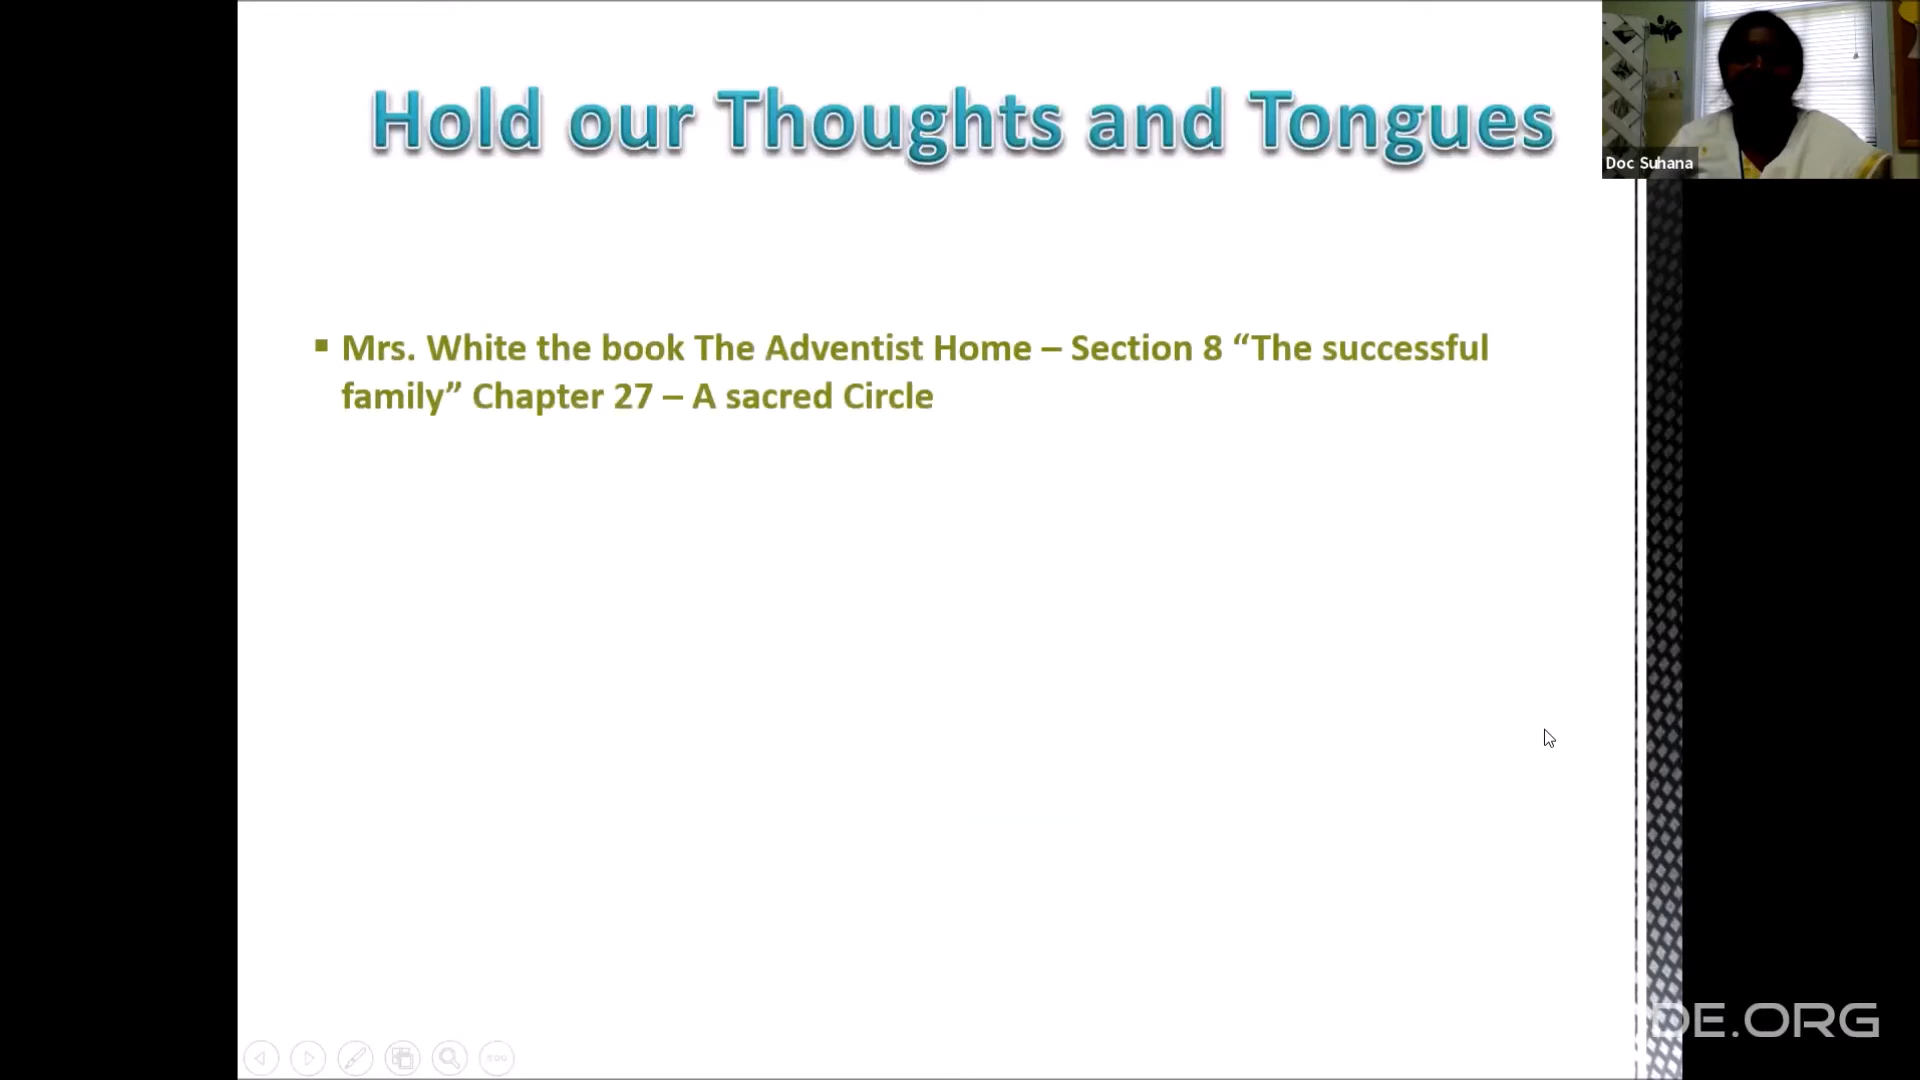 Hold our Thoughts and Tongues
Doc Suhana
▪ Mrs. White the book The Adventist Home – Section 8 “The successful
family” Chapter 27 – A sacred Circle
DE.ORG